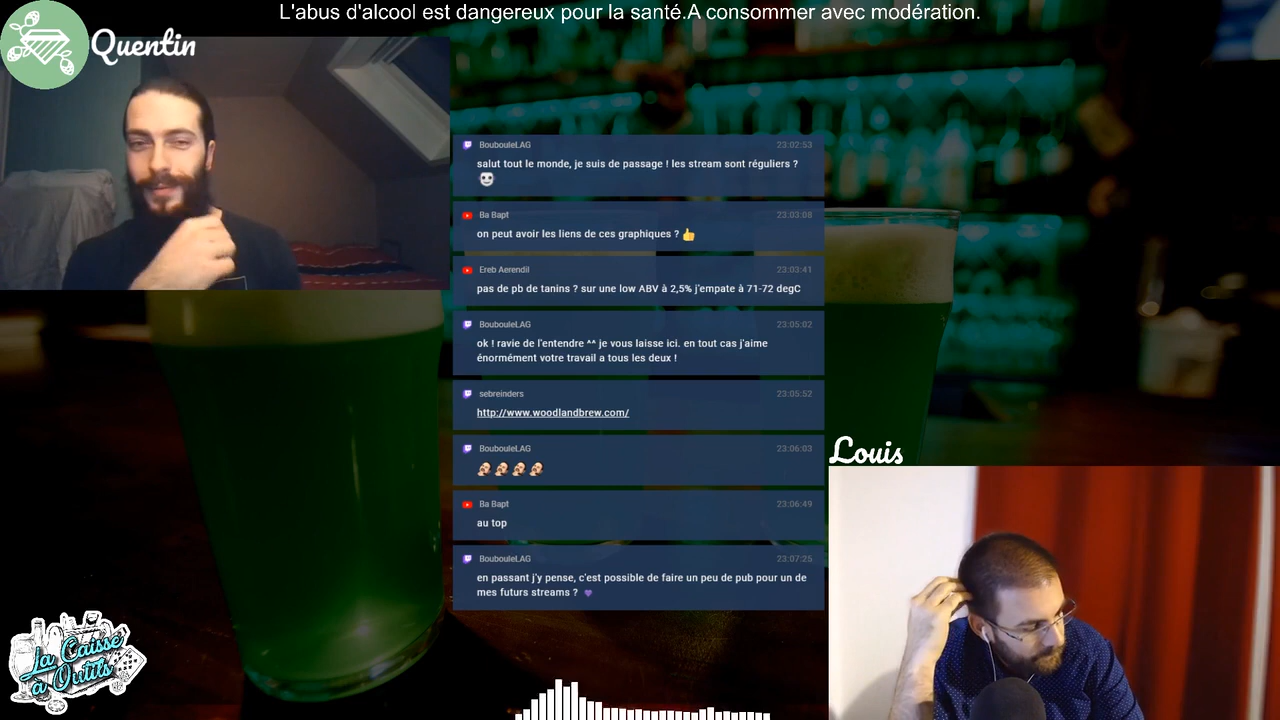 L'abus d'alcool est dangereux pour la santé.A consommer avec modération.
Quentin
BoubouleLAG 23:02:53
salut tout le monde, je suis de passage ! les stream sont réguliers ?
Ba Bapt 23:03:08
on peut avoir les liens de ces graphiques ?
Ereb Aerendil 23:03:41
pas de pb de tanins ? sur une low ABV à 2,5% j'empate à 71-72 degC
BoubouleLAG 23:05:02
ok ! ravie de l'entendre ^^ je vous laisse ici. en tout cas j'aime
énormément votre travail a tous les deux !
sebreinders 23:05:52
http://www.woodlandbrew.com/
BoubouleLAG 23:06:03
Ba Bapt 23:06:49
au top
BoubouleLAG 23:07:25
en passant j'y pense, c'est possible de faire un peu de pub pour un de
mes futurs streams ?
Louis
La Caisse
à Outils